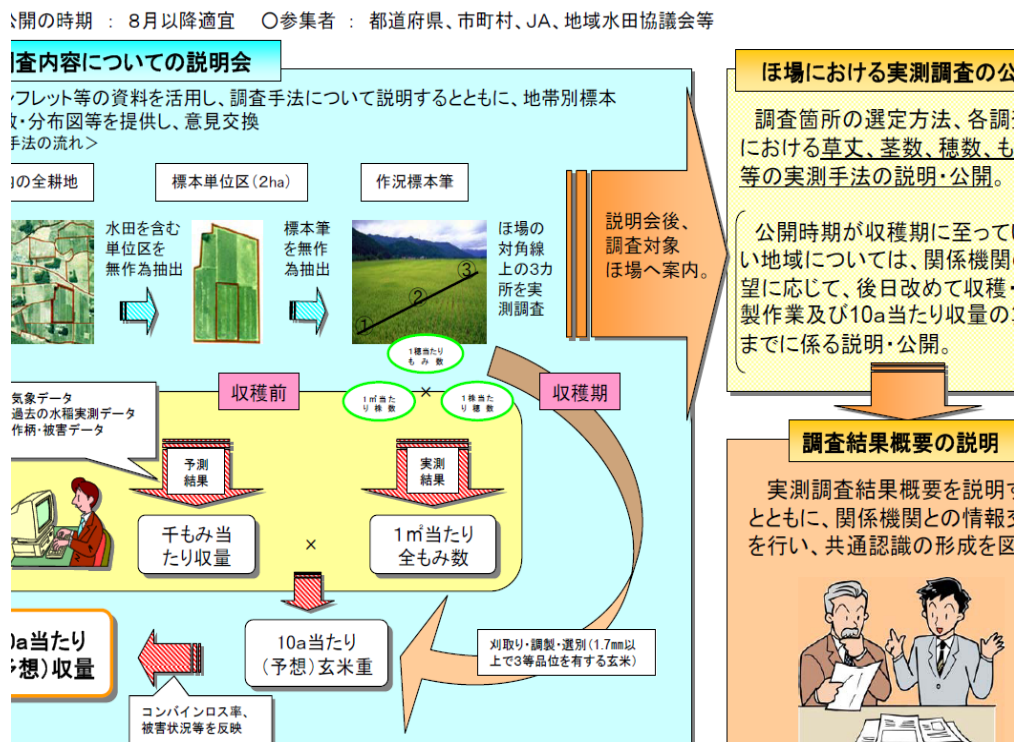 公開の時期 ： 8月以降適宜　○参集者 ： 都道府県、市町村、JA、地域水田協議会等
査内容についての説明会
フレット等の資料を活用し、調査手法について説明するとともに、地帯別標本
数・分布図等を提供し、意見交換
手法の流れ＞
の全耕地
標本単位区（2ha）
作況標本筆
水田を含む
単位区を
無作為抽出
標本筆
を無作
為抽出
③
②
①
ほ場の
対角線
上の3カ
所を実
測調査
1穂当たり
もみ数
1㎡当た
り株数
×
1株当た
り穂数
収穫前
収穫期
気象データ
過去の水稲実測データ
作柄・被害データ
予測
結果
実測
結果
千もみ当
たり収量
×
1㎡当たり
全もみ数
0a当たり
予想）収量
10a当たり
（予想）玄米重
刈取り・調製・選別（1.7㎜以
上で3等品位を有する玄米）
コンバインロス率、
被害状況等を反映
説明会後、
調査対象
ほ場へ案内。
ほ場における実測調査の公
調査箇所の選定方法、各調査
における草丈、茎数、穂数、も
等の実測手法の説明・公開。
公開時期が収穫期に至ってい
い地域については、関係機関の
望に応じて、後日改めて収穫・
製作業及び10a当たり収量の
までに係る説明・公開。
調査結果概要の説明
実測調査結果概要を説明す
とともに、関係機関との情報交
を行い、共通認識の形成を図